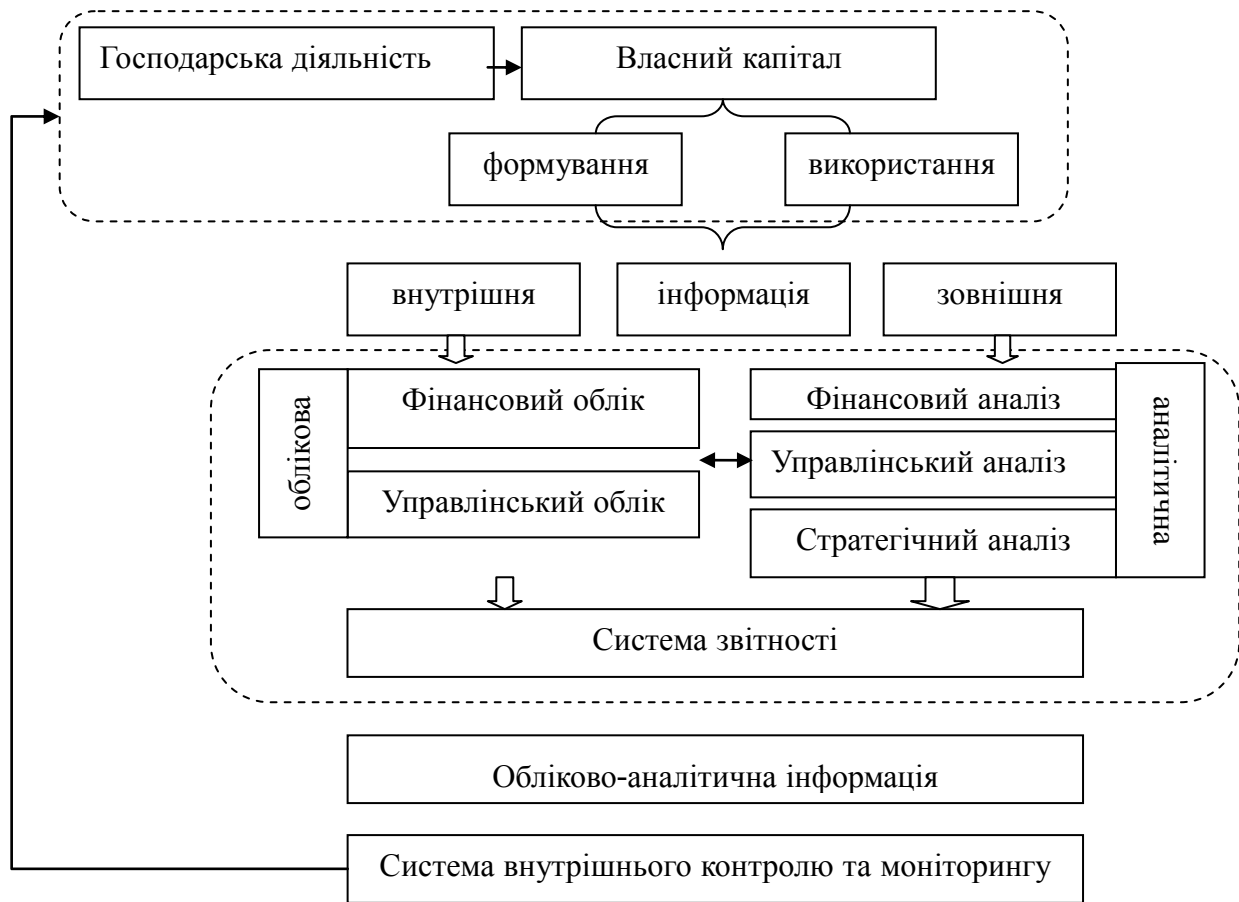 Господарська діяльність
Власний капітал
формування
використання
внутрішня
інформація
зовнішня
облікова
Фінансовий облік
Управлінський облік
Фінансовий аналіз
Управлінський аналіз
Стратегічний аналіз
аналітична
Система звітності
Обліково-аналітична інформація
Система внутрішнього контролю та моніторингу